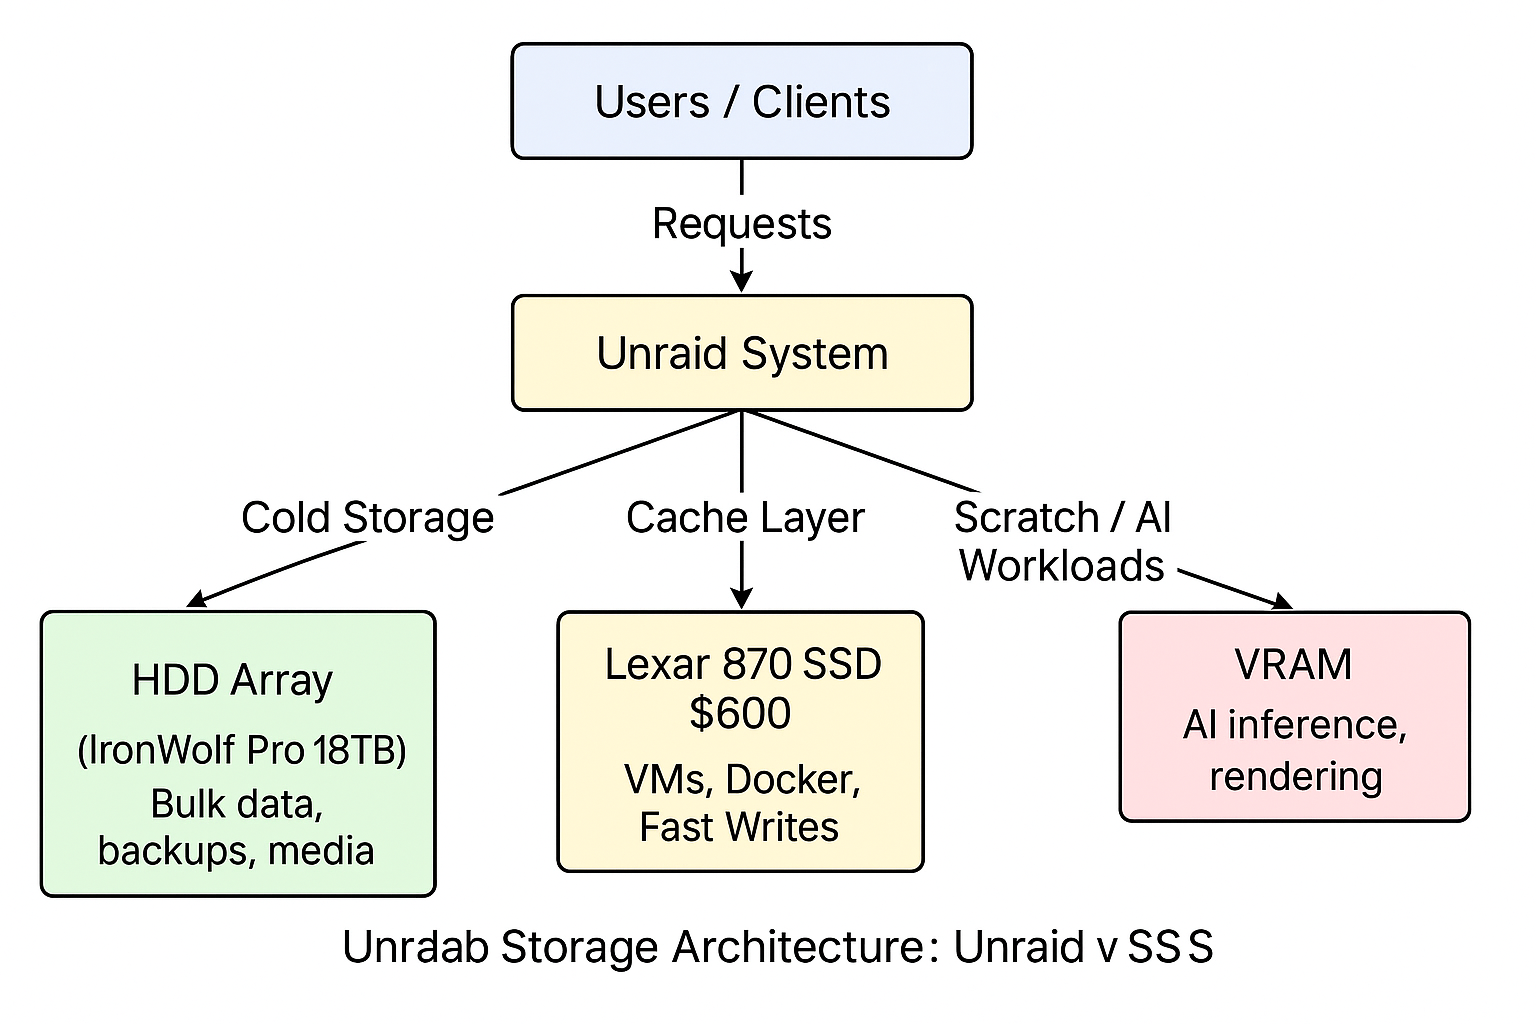 Users / Clients
Requests
Unraid System
Cold Storage
Cache Layer
Scratch / AI
Workloads
HDD Array
(IronWolf Pro 18TB)
Bulk data,
backups, media
Lexar 870 SSD
$600
VMs, Docker,
Fast Writes
VRAM
AI inference,
rendering
Unrdab Storage Architecture: Unraid v SSS